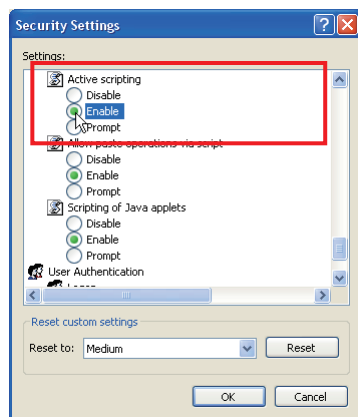 Security Settings
Settings:
Active scripting
Disable
Enable
Prompt
Allow paste operations via script
Disable
Enable
Prompt
Scripting of Java applets
Disable
Enable
Prompt
User Authentication
Reset custom settings
Reset to: Medium Reset
OK Cancel